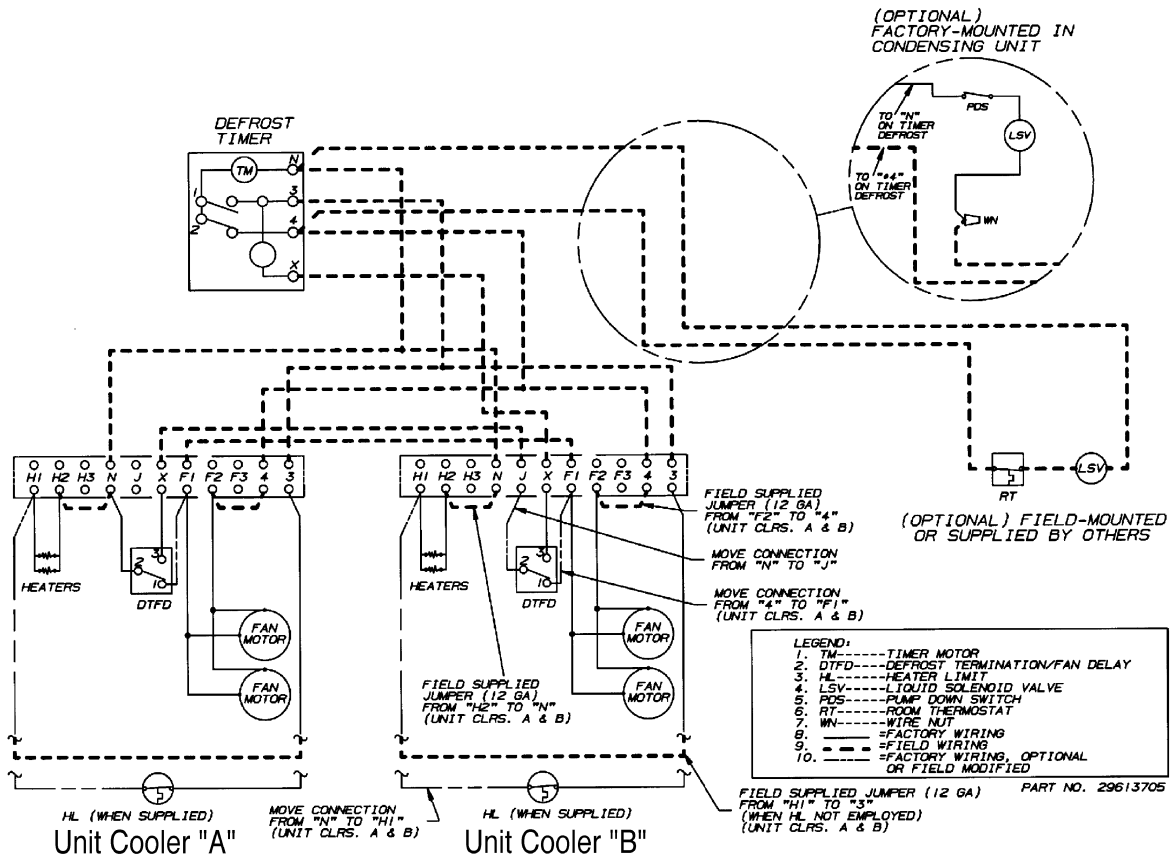 (OPTIONAL)
FACTORY-MOUNTED IN
CONDENSING UNIT
PDS
TO "N"
ON TIMER
DEFROST
LSV
TO "*4"
ON TIMER
DEFROST
WN
DEFROST
TIMER
TM
N
1
3
2
4
X
H1 H2 H3 N J X F1 F2 F3 4 3
H1 H2 H3 N J X F1 F2 F3 4 3
RT
LSV
(OPTIONAL) FIELD-MOUNTED
OR SUPPLIED BY OTHERS
HEATERS
3
2
1
DTFD
FAN
MOTOR
FAN
MOTOR
HEATERS
3
2
1
DTFD
FAN
MOTOR
FAN
MOTOR
FIELD SUPPLIED
JUMPER (12 GA)
FROM "F2" TO "4"
(UNIT CLRS. A & B)
MOVE CONNECTION
FROM "N" TO "J"
MOVE CONNECTION
FROM "4" TO "F1"
(UNIT CLRS. A & B)
FIELD SUPPLIED
JUMPER (12 GA)
FROM "H2" TO "N"
(UNIT CLRS. A & B)
LEGEND:
1. TM------TIMER MOTOR
2. DTFD----DEFROST TERMINATION/FAN DELAY
3. HL------HEATER LIMIT
4. LSV-----LIQUID SOLENOID VALVE
5. PDS-----PUMP DOWN SWITCH
6. RT------ROOM THERMOSTAT
7. WN------WIRE NUT
8. =FACTORY WIRING
9. =FIELD WIRING
10. =FACTORY WIRING, OPTIONAL
OR FIELD MODIFIED
PART NO. 29613705
HL (WHEN SUPPLIED)
Unit Cooler "A"
MOVE CONNECTION
FROM "N" TO "H1"
(UNIT CLRS. A & B)
HL (WHEN SUPPLIED)
Unit Cooler "B"
FIELD SUPPLIED JUMPER (12 GA)
FROM "H1" TO "3"
(WHEN HL NOT EMPLOYED)
(UNIT CLRS. A & B)